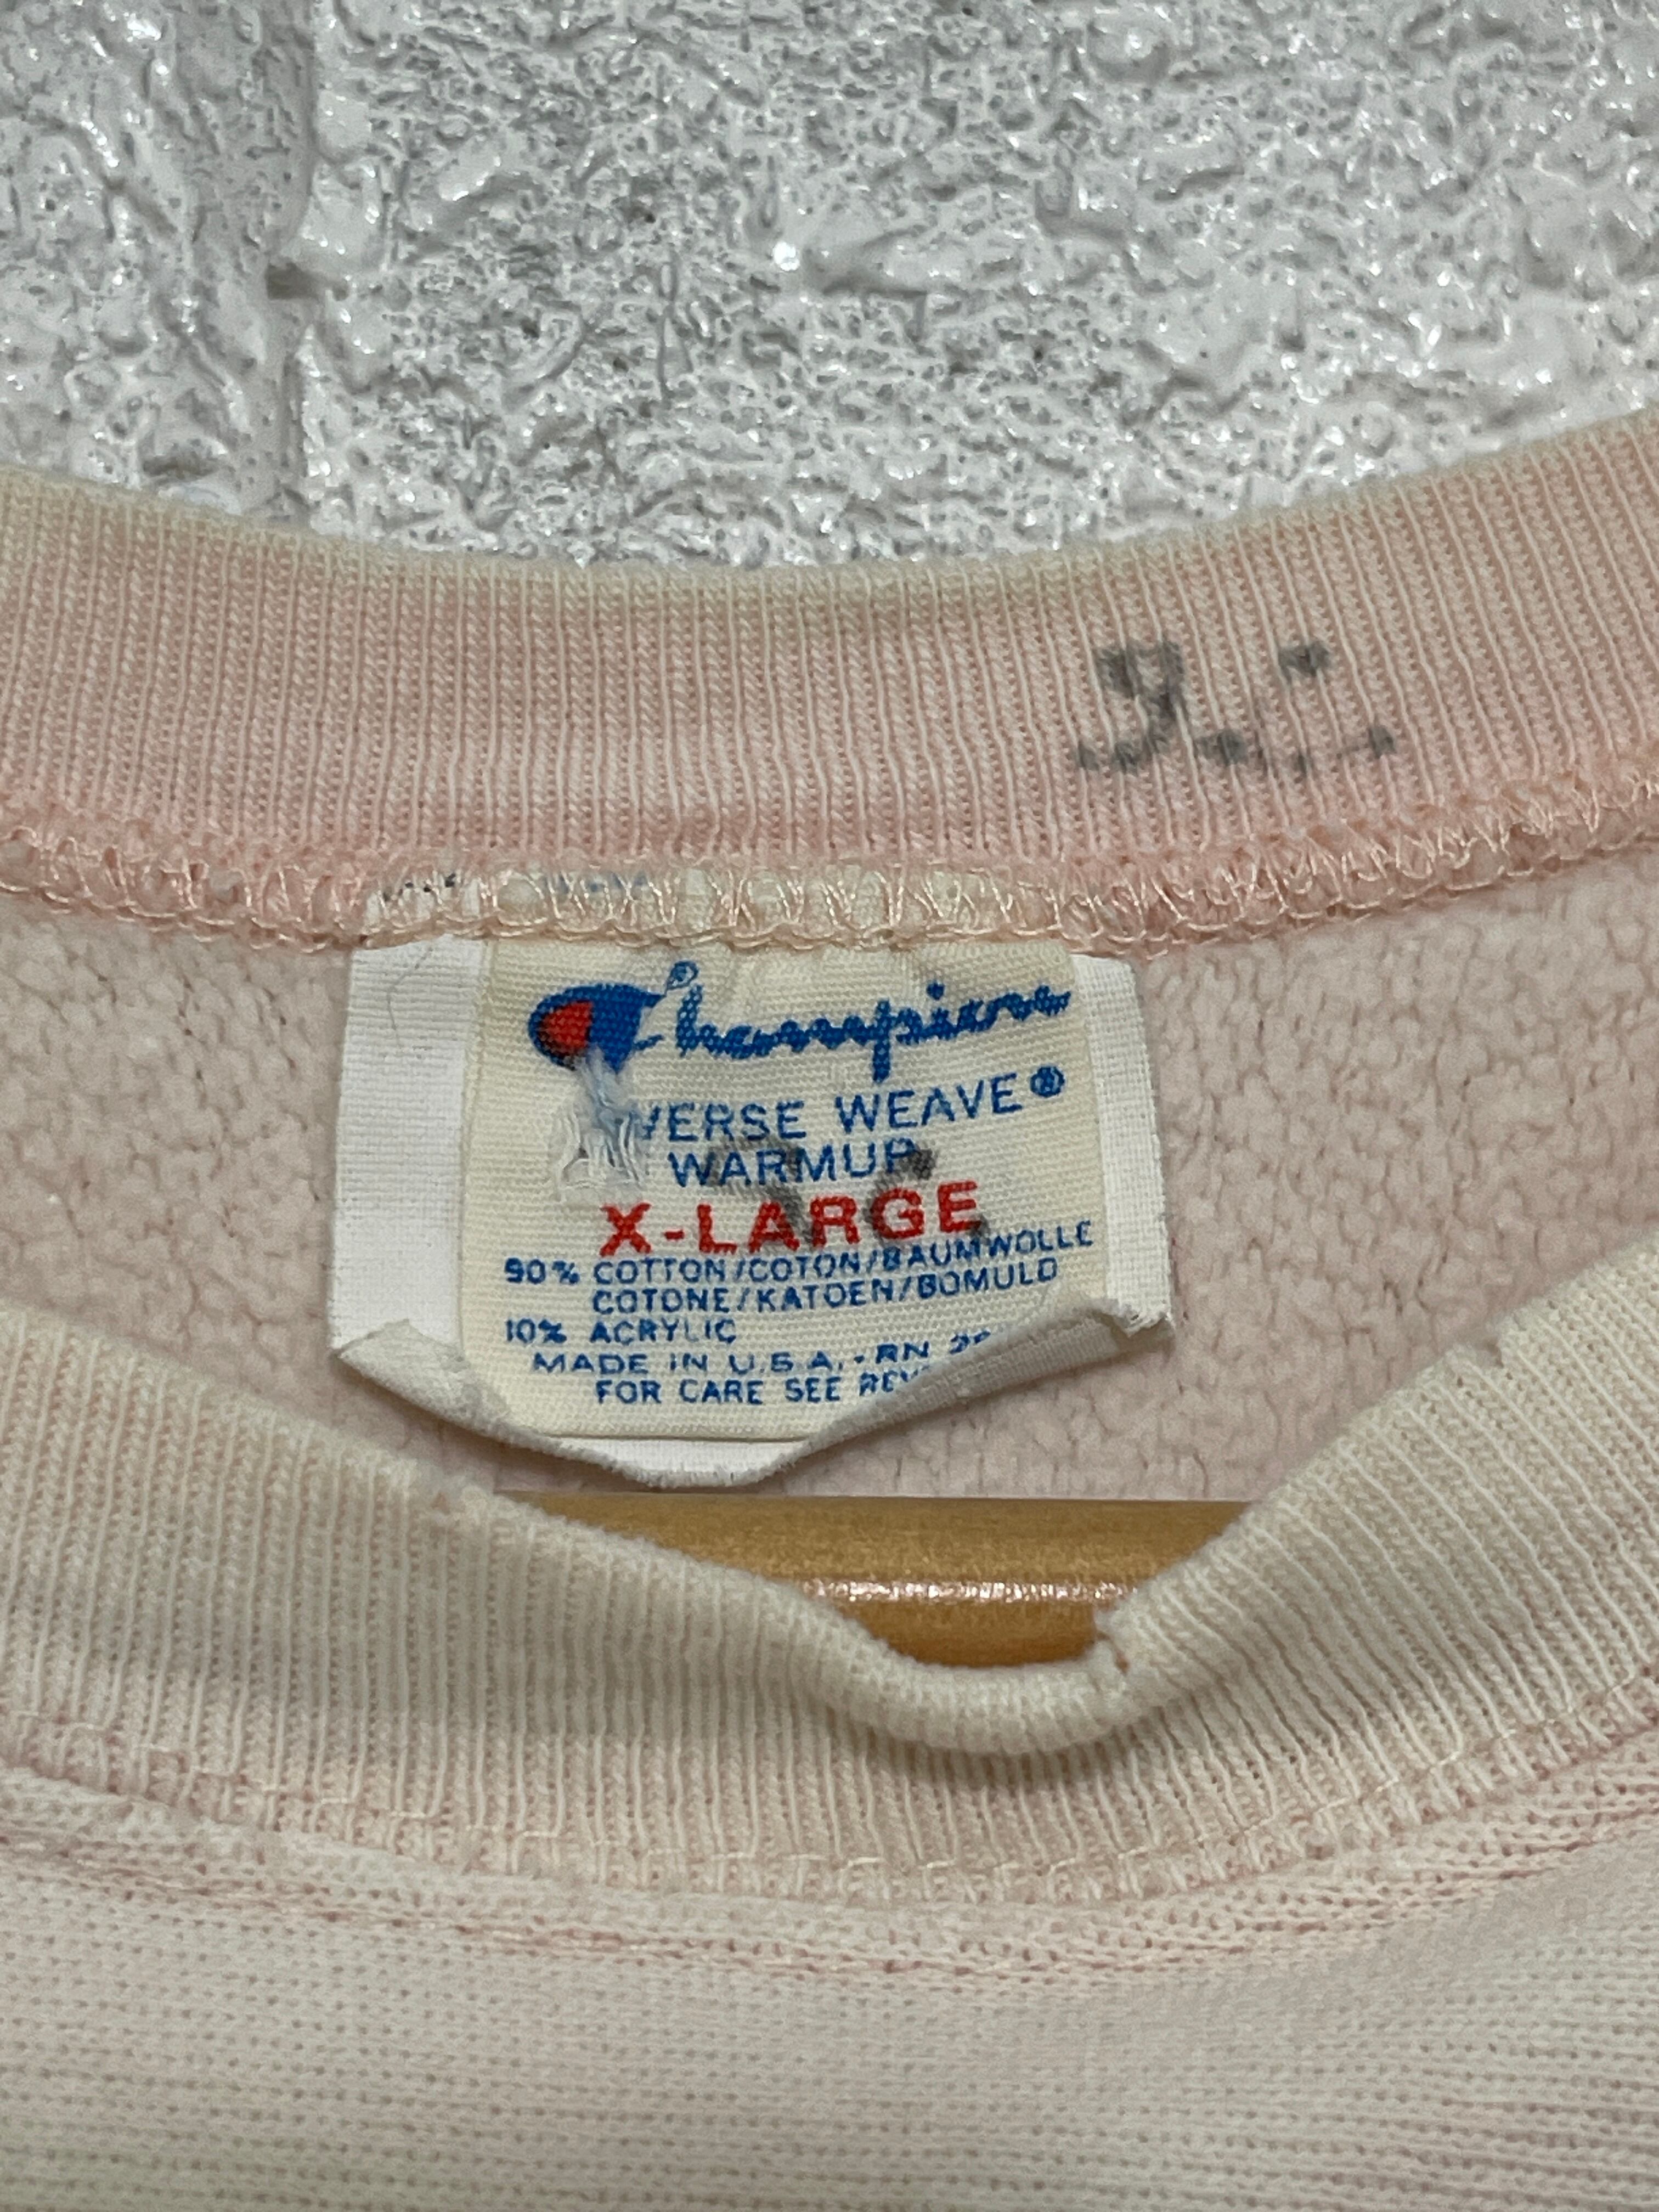 Champion®
VERSE WEAVE®
WARMUP
X-LARGE
90% COTTON/COTON/BAUMWOLLE
COTONE/KATOEN/BOMULD
10% ACRYLIC
MADE IN U.S.A.-RN
FOR CARE SEE